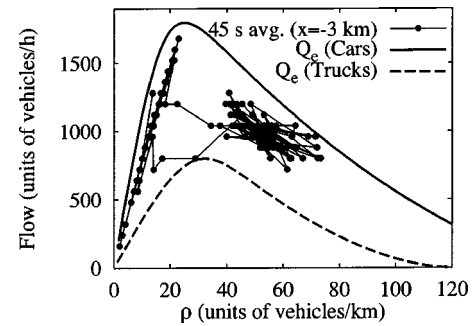 45 s avg. (x=-3 km)
Qe (Cars)
Qe (Trucks)
Flow (units of vehicles/h)
1500
1000
500
0
0 20 40 60 80 100 120
ρ (units of vehicles/km)